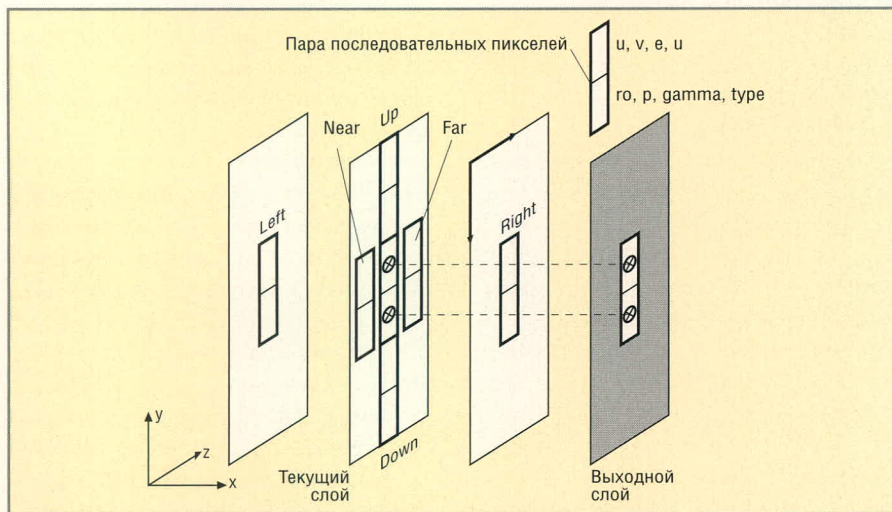 Пара последовательных пикселей
u, v, e, u
ro, p, gamma, type
Near
Up
Far
Left
Right
Down
y
z
x
Текущий
слой
Выходной
слой